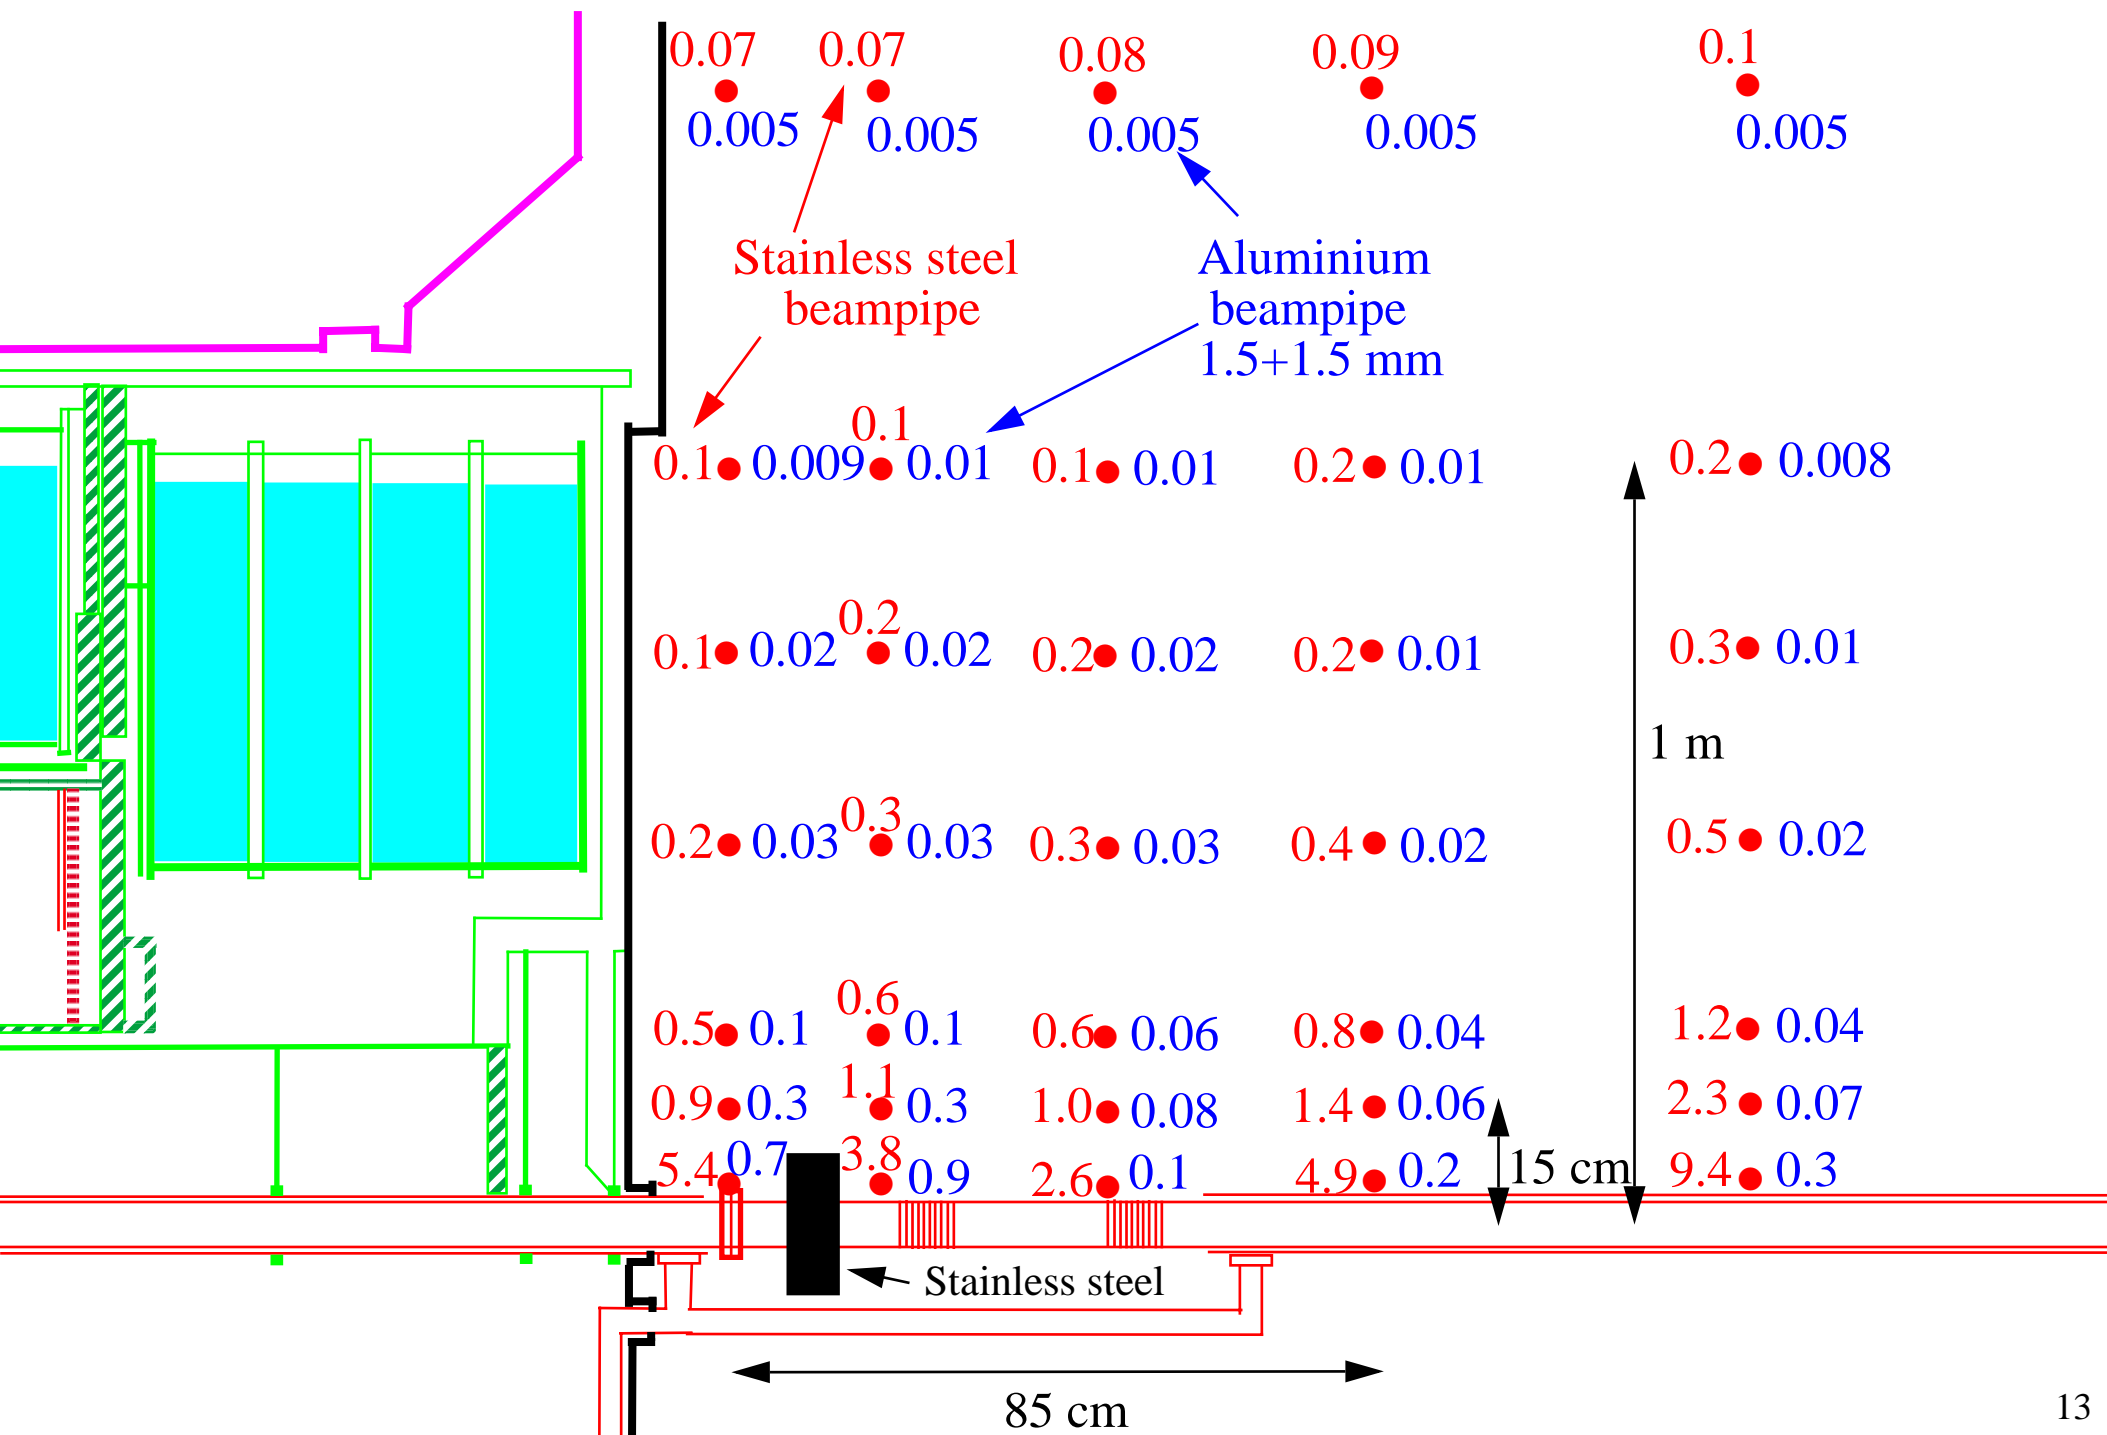 0.07 0.07 0.08 0.09 0.1
0.005 0.005 0.005 0.005 0.005
Stainless steel
beampipe
Aluminium
beampipe
1.5+1.5 mm
0.1
0.1 0.009 0.01 0.1 0.01 0.2 0.01 0.2 0.008
0.2
0.1 0.02 0.02 0.2 0.02 0.2 0.01 0.3 0.01
1 m
0.3
0.2 0.03 0.03 0.3 0.03 0.4 0.02 0.5 0.02
0.6
0.5 0.1 0.1 0.6 0.06 0.8 0.04 1.2 0.04
1.1
0.9 0.3 0.3 1.0 0.08 1.4 0.06 2.3 0.07
0.7 3.8
5.4 0.9 2.6 0.1 4.9 0.2 15 cm 9.4 0.3
Stainless steel
85 cm
13